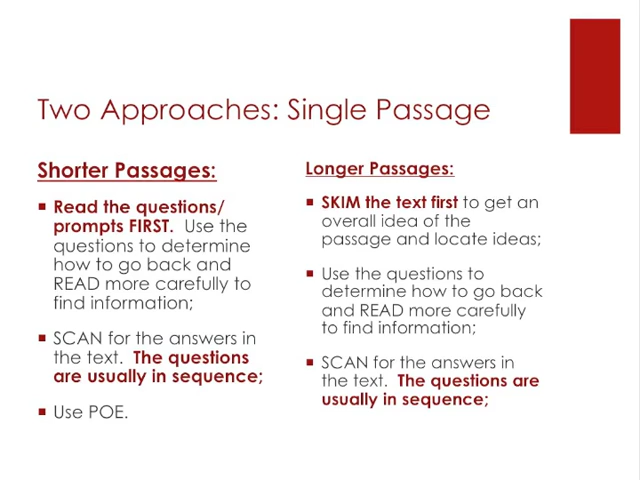 Two Approaches: Single Passage
Shorter Passages:
Read the questions/
prompts FIRST. Use the
questions to determine
how to go back and
READ more carefully to
find information;
SCAN for the answers in
the text. The questions
are usually in sequence;
Use POE.
Longer Passages:
SKIM the text first to get an
overall idea of the
passage and locate ideas;
Use the questions to
determine how to go back
and READ more carefully
to find information;
SCAN for the answers in
the text. The questions are
usually in sequence;